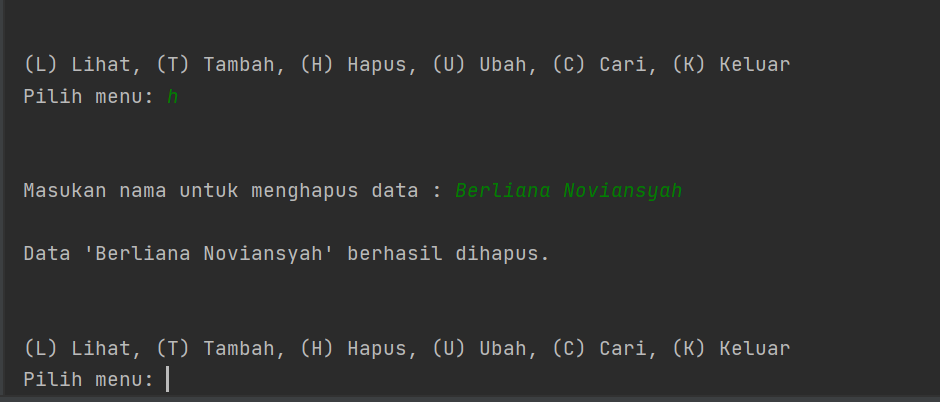 (L) Lihat, (T) Tambah, (H) Hapus, (U) Ubah, (C) Cari, (K) Keluar
Pilih menu: h
Masukan nama untuk menghapus data : Berliana Noviansyah
Data 'Berliana Noviansyah' berhasil dihapus.
(L) Lihat, (T) Tambah, (H) Hapus, (U) Ubah, (C) Cari, (K) Keluar
Pilih menu: